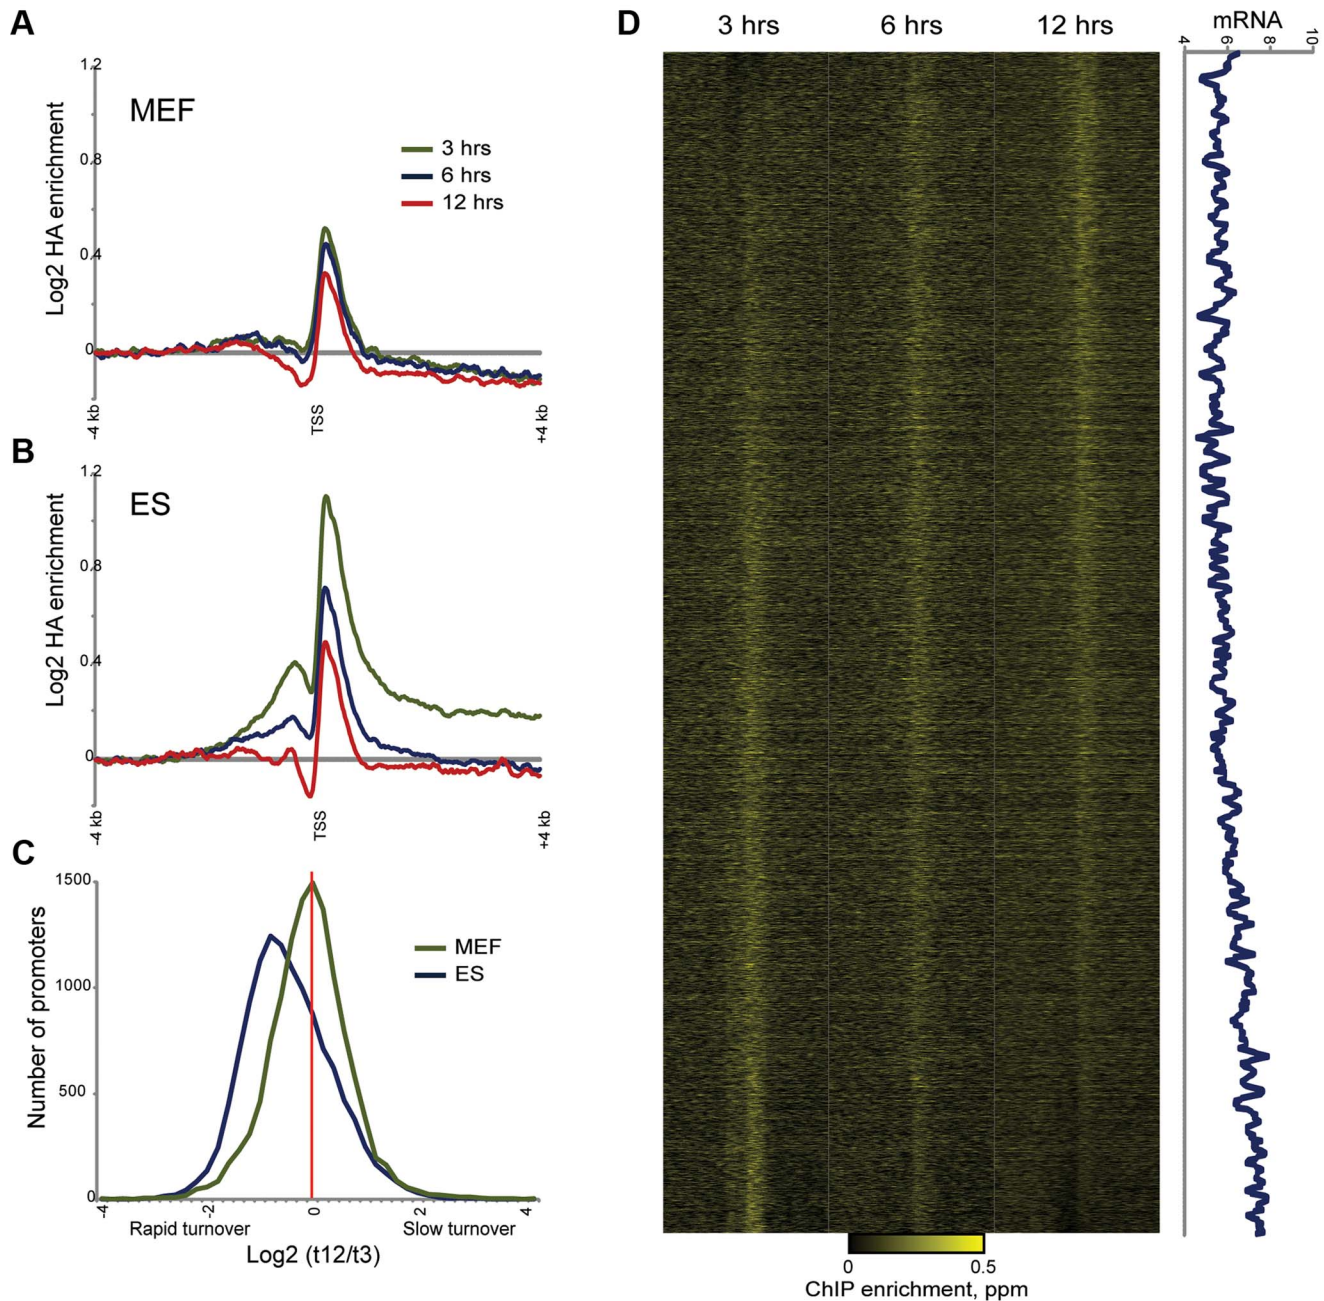 A
MEF
Log2 HA enrichment
1.2
0.8
0.4
0
3 hrs
6 hrs
12 hrs
-4 kb
TSS
+4 kb
B
ES
Log2 HA enrichment
1.2
0.8
0.4
0
-4 kb
TSS
+4 kb
C
Number of promoters
1500
1000
500
0
MEF
ES
-4
-2
0
2
4
Rapid turnover
Slow turnover
Log2 (t12/t3)
D
3 hrs
6 hrs
12 hrs
mRNA
4
6
8
10
0
0.5
ChIP enrichment, ppm